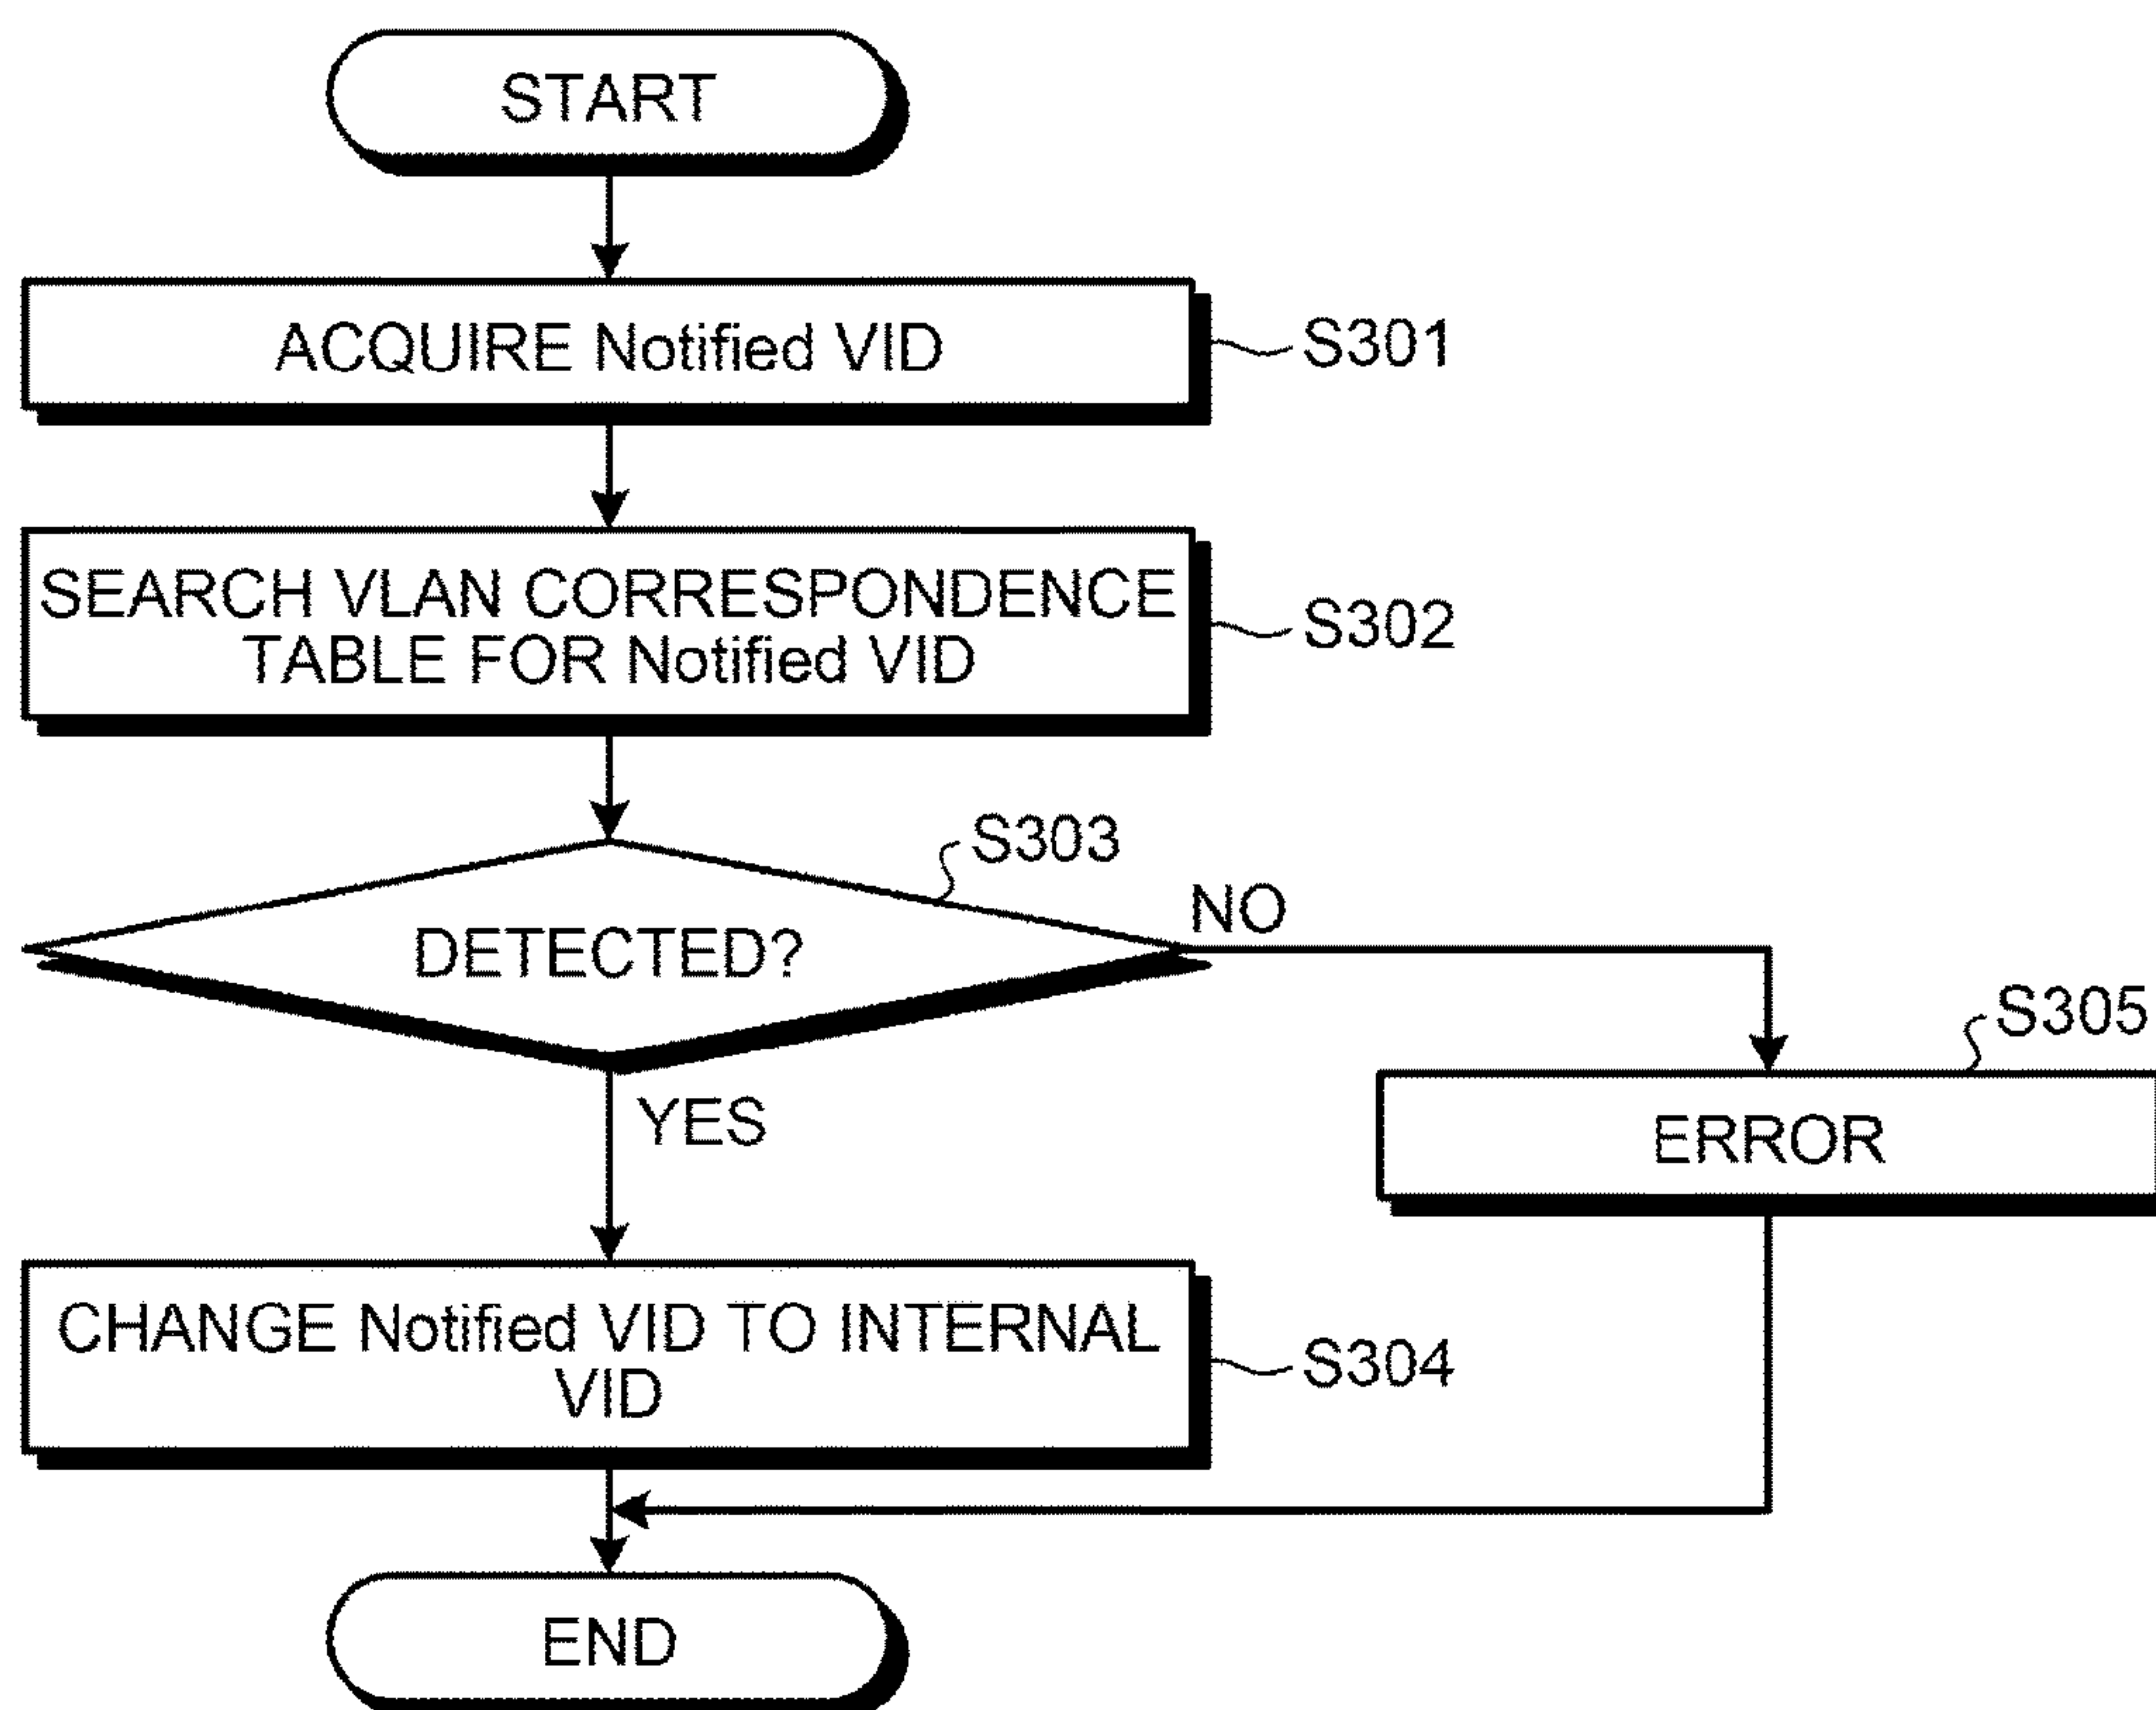 START
ACQUIRE Notified VID
S301
SEARCH VLAN CORRESPONDENCE
TABLE FOR Notified VID
S302
S303
DETECTED?
NO
YES
S305
ERROR
CHANGE Notified VID TO INTERNAL
VID
S304
END